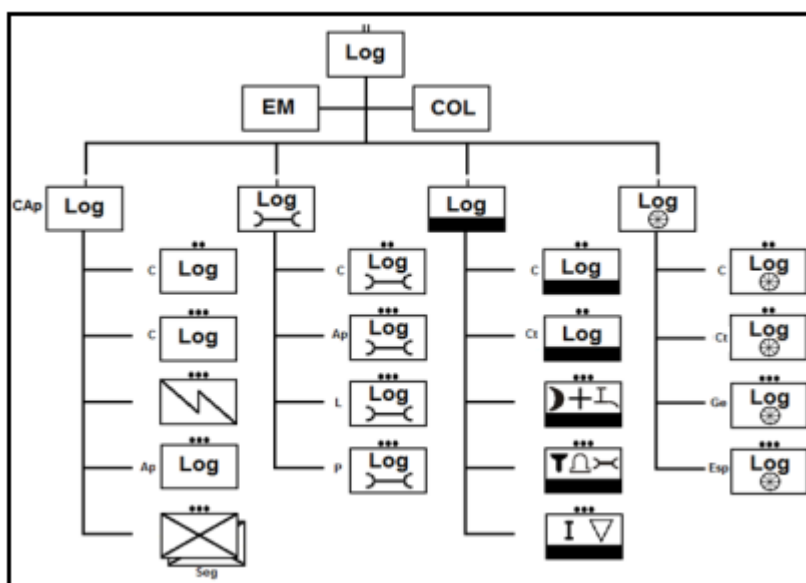 Log
EM COL
CAp Log Log Log Log
C Log C Log C Log C Log
C Log Ap Log Ct Log Ct Log
L Log Ge Log
Ap Log P Log Esp Log
I
Seg